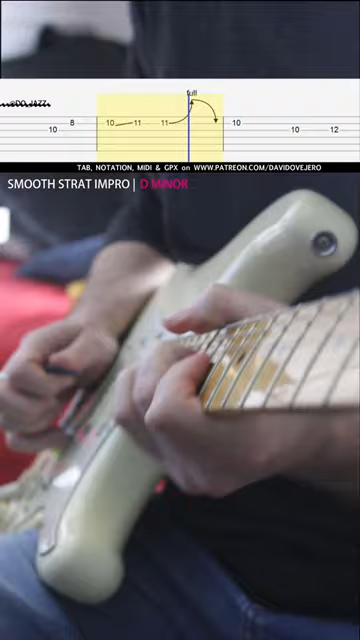 full
@DO_JAZZ
8 10 11 11 10
10 10 12
TAB, NOTATION, MIDI & GPX on WWW.PATREON.COM/DAVIDOVEJERO
SMOOTH STRAT IMPRO | D MINOR